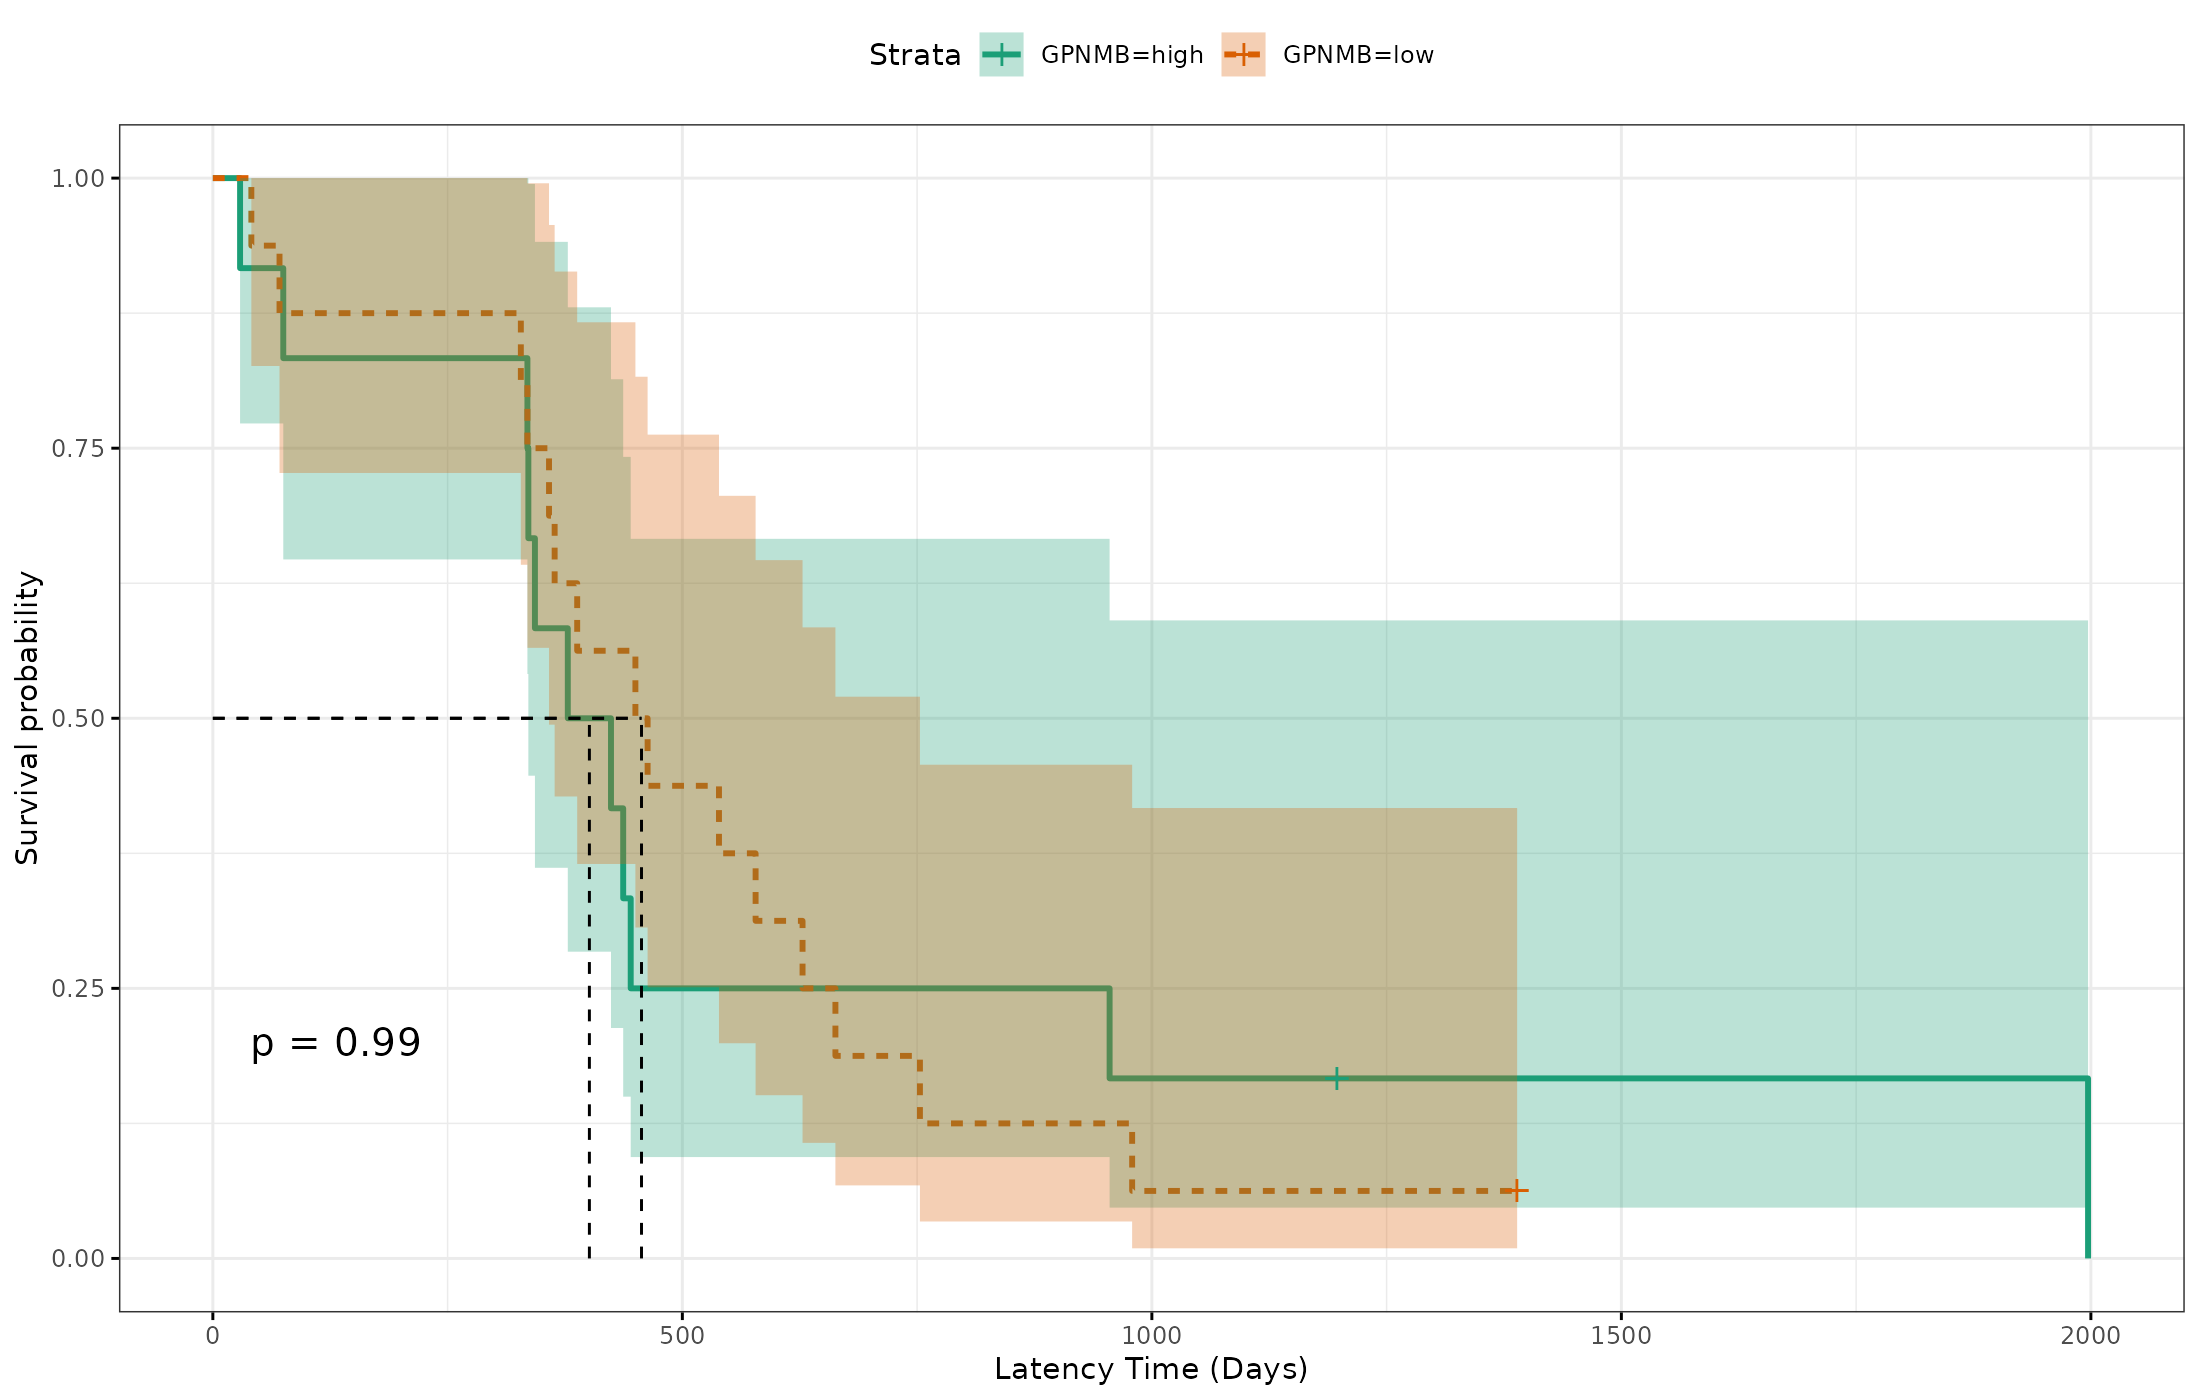 Strata GPNMB=high GPNMB=low
1.00
0.75
0.50
0.25
0.00
Survival probability
p = 0.99
0 500 1000 1500 2000
Latency Time (Days)